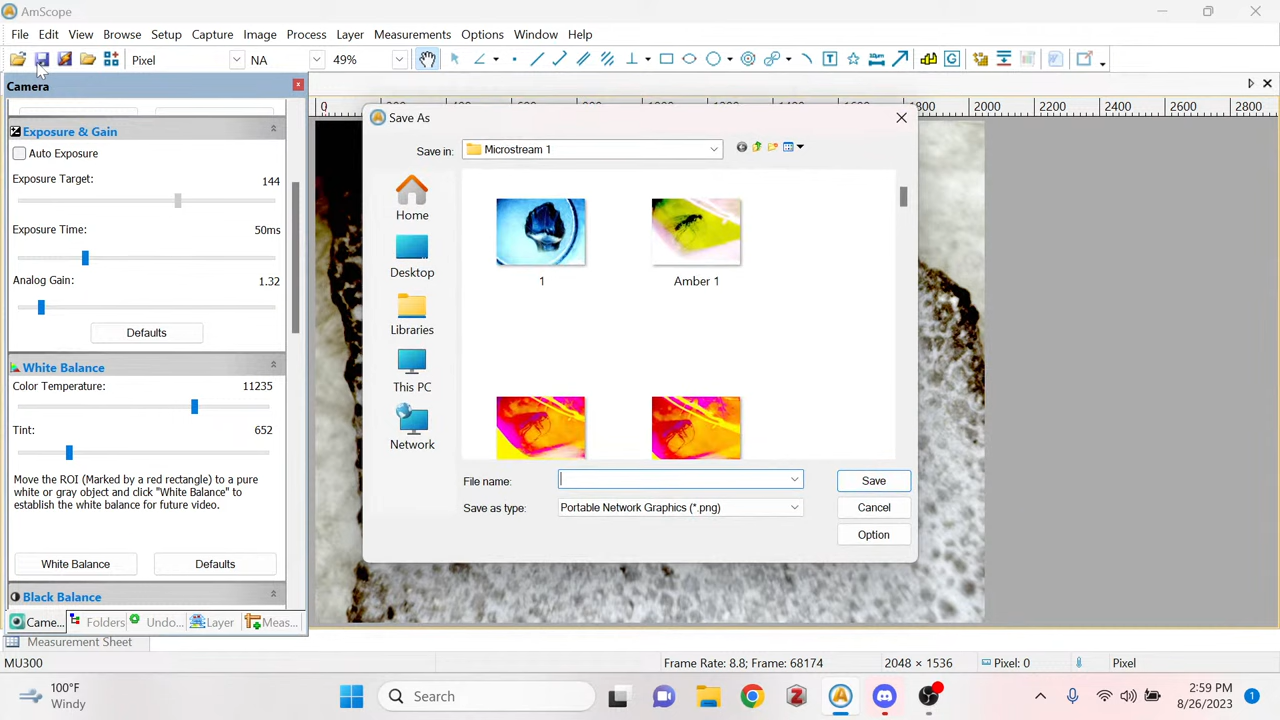 AmScope
File Edit View Browse Setup Capture Image Process Layer Measurements Options Window Help
Pixel NA 49%
Camera
0 2000 2200 2400 2600 2800
Save As
Exposure & Gain
Auto Exposure
Exposure Target: 144
Exposure Time: 50ms
Analog Gain: 1.32
Defaults
White Balance
Color Temperature: 11235
Tint: 652
Move the ROI (Marked by a red rectangle) to a pure
white or gray object and click "White Balance" to
establish the white balance for future video.
White Balance Defaults
Black Balance
Came... Folders Undo... Layer Meas...
Save in: Microstream 1
Home
Desktop
Libraries
This PC
Network
1 Amber 1
File name: Save
Save as type: Portable Network Graphics (*.png) Cancel
Option
Measurement Sheet
MU300 Frame Rate: 8.8; Frame: 68174 2048 × 1536 Pixel: 0 Pixel
100°F
Windy
Search
2:59 PM
8/26/2023
1